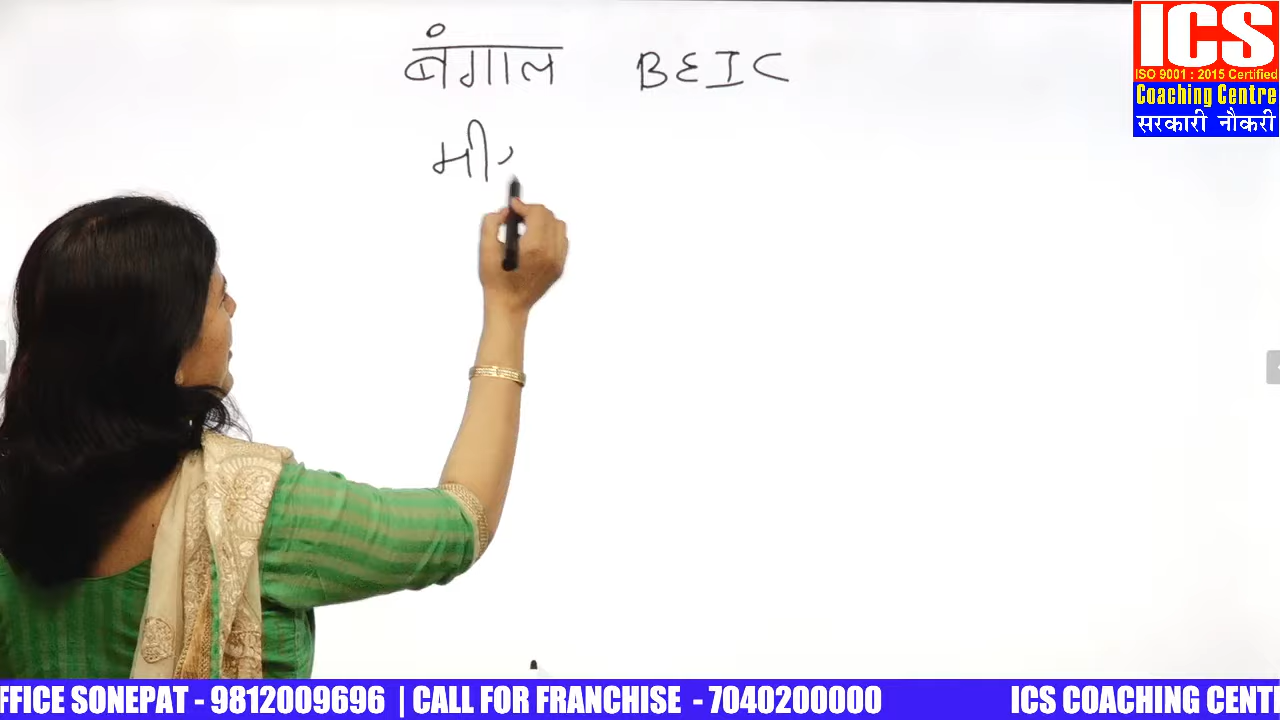 बंगाल BEIC
मी
ICS
ISO 9001 : 2015 Certified
Coaching Centre
सरकारी नौकरी
FFICE SONEPAT - 9812009696 | CALL FOR FRANCHISE - 7040200000 ICS COACHING CENT